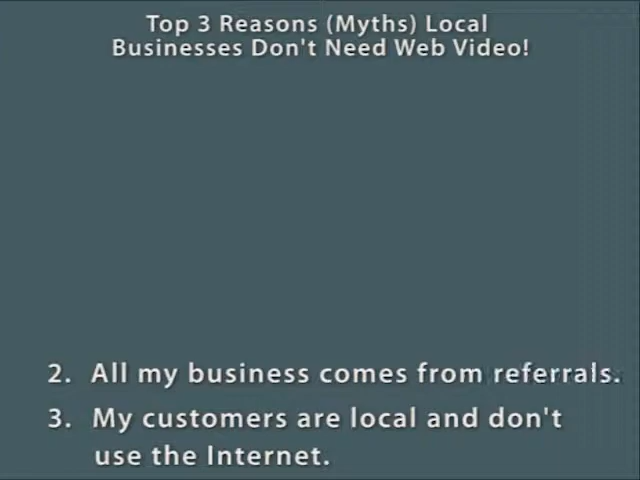 Top 3 Reasons (Myths) Local
Businesses Don't Need Web Video!
2. All my business comes from referrals.
3. My customers are local and don't
use the Internet.